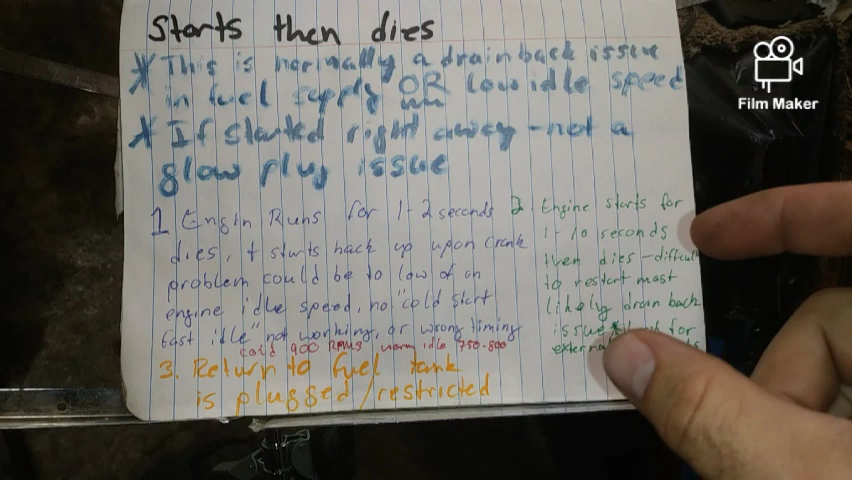 Starts then dies
* This is normally a drain back issue
in fuel supply OR low idle speed
* If started right away - not a
glow plug issue
1 Engin Runs for 1-2 seconds
dies, + starts back up upon crank
problem could be to low of an
engine idle speed, no "cold start
fast idle" not working, or wrong timing
cold 900 RPMs warm idle 750-800
2. Engine starts for
1-10 seconds
then dies - difficult
to restart most
likely drain back
issue for
external
3. Return to fuel tank
is plugged/restricted
Film Maker